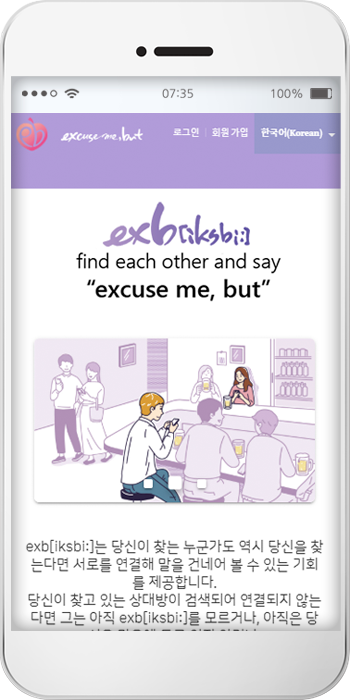 07:35 100%
excuse me, but 로그인 회원 가입 한국어(Korean)
exb[iksbi:]
find each other and say
“excuse me, but”
exb[iksbi:]는 당신이 찾는 누군가도 역시 당신을 찾
는다면 서로를 연결해 말을 건네어 볼 수 있는 기회
를 제공합니다.
당신이 찾고 있는 상대방이 검색되어 연결되지 않는
다면 그는 아직 exb[iksbi:]를 모르거나, 아직은 당